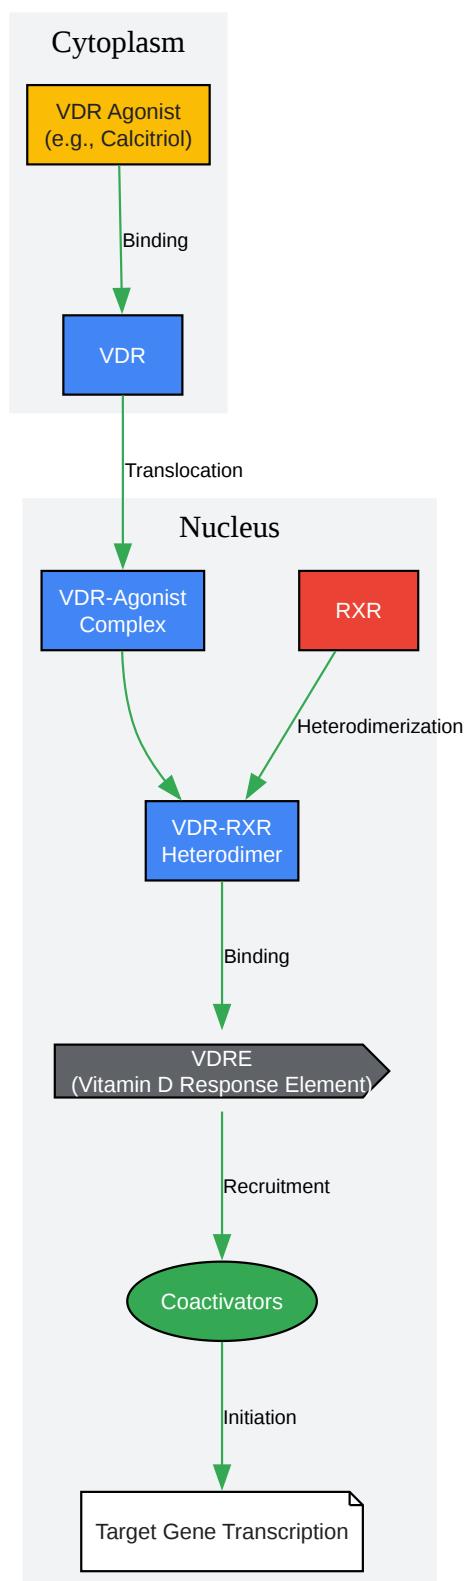 Cytoplasm
VDR Agonist
(e.g., Calcitriol)
Binding
VDR
Translocation
Nucleus
VDR-Agonist
Complex
RXR
Heterodimerization
VDR-RXR
Heterodimer
Binding
VDRE
(Vitamin D Response Element)
Recruitment
Coactivators
Initiation
Target Gene Transcription